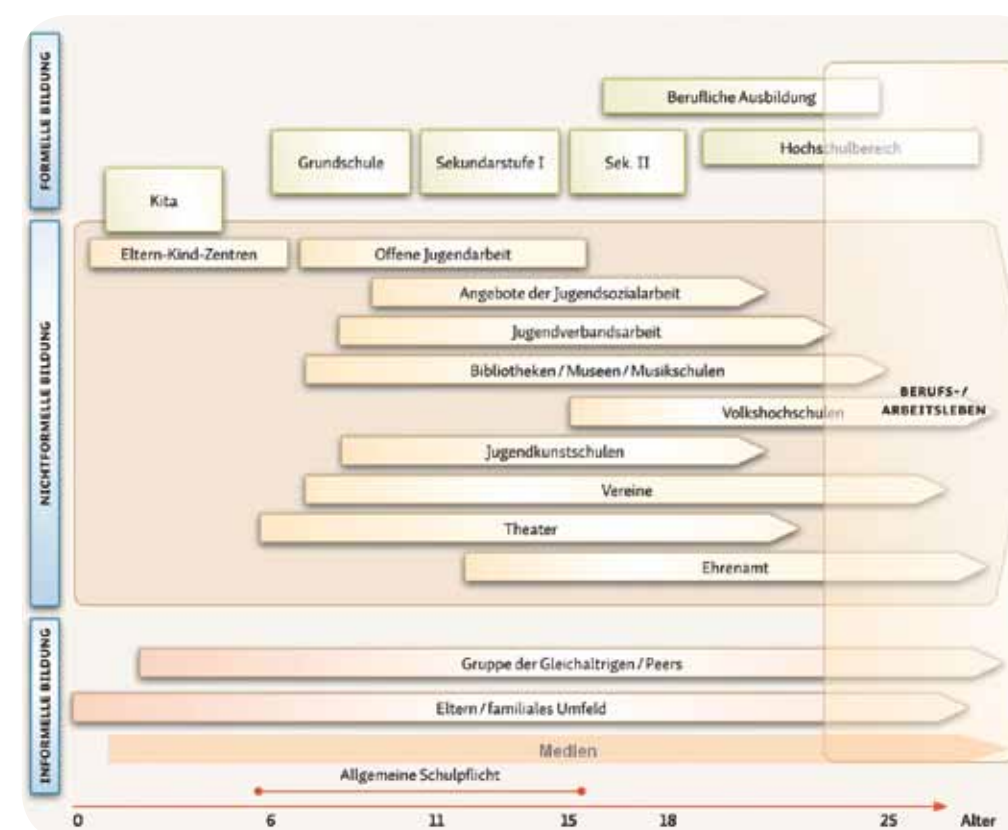 FORMELLE BILDUNG
Berufliche Ausbildung
Grundschule
Sekundarstufe I
Sek. II
Hochschulbereich
Kita
NICHTFORMELLE BILDUNG
Eltern-Kind-Zentren
Offene Jugendarbeit
Angebote der Jugendsozialarbeit
Jugendverbandsarbeit
Bibliotheken / Museen / Musikschulen
Volkshochschulen
BERUFS-/
ARBEITSLEBEN
Jugendkunstschulen
Vereine
Theater
Ehrenamt
INFORMELLE BILDUNG
Gruppe der Gleichaltrigen / Peers
Eltern / familiales Umfeld
Medien
Allgemeine Schulpflicht
0 6 11 15 18 25 Alter